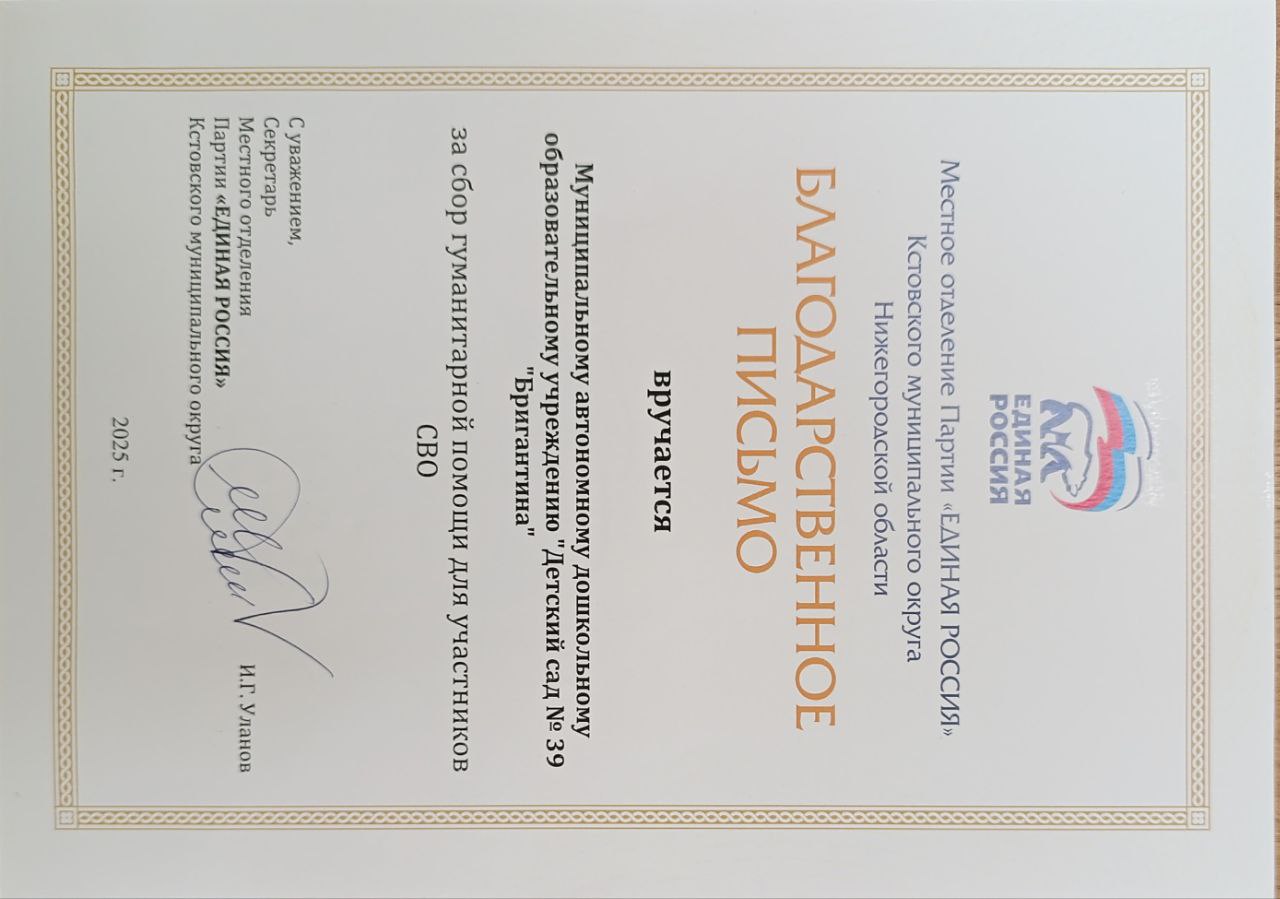 ЕДИНАЯ
РОССИЯ
Местное отделение Партии «ЕДИНАЯ РОССИЯ»
Кстовского муниципального округа
Нижегородской области
БЛАГОДАРСТВЕННОЕ
ПИСЬМО
вручается
Муниципальному автономному дошкольному
образовательному учреждению "Детский сад № 39
"Бригантина"
за сбор гуманитарной помощи для участников
СВО
С уважением,
Секретарь
Местного отделения
Партии «ЕДИНАЯ РОССИЯ»
Кстовского муниципального округа
И.Г. Уланов
2025 г.